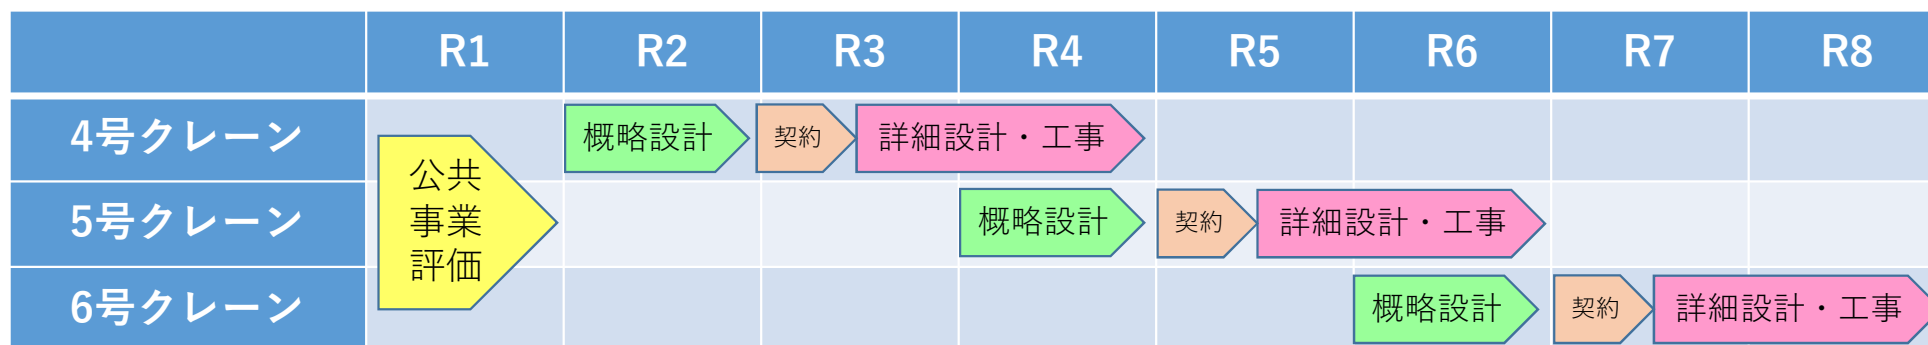 R1 R2 R3 R4 R5 R6 R7 R8
4号クレーン 概略設計 契約 詳細設計・工事
公共
事業
評価
5号クレーン 概略設計 契約 詳細設計・工事
6号クレーン 概略設計 契約 詳細設計・工事